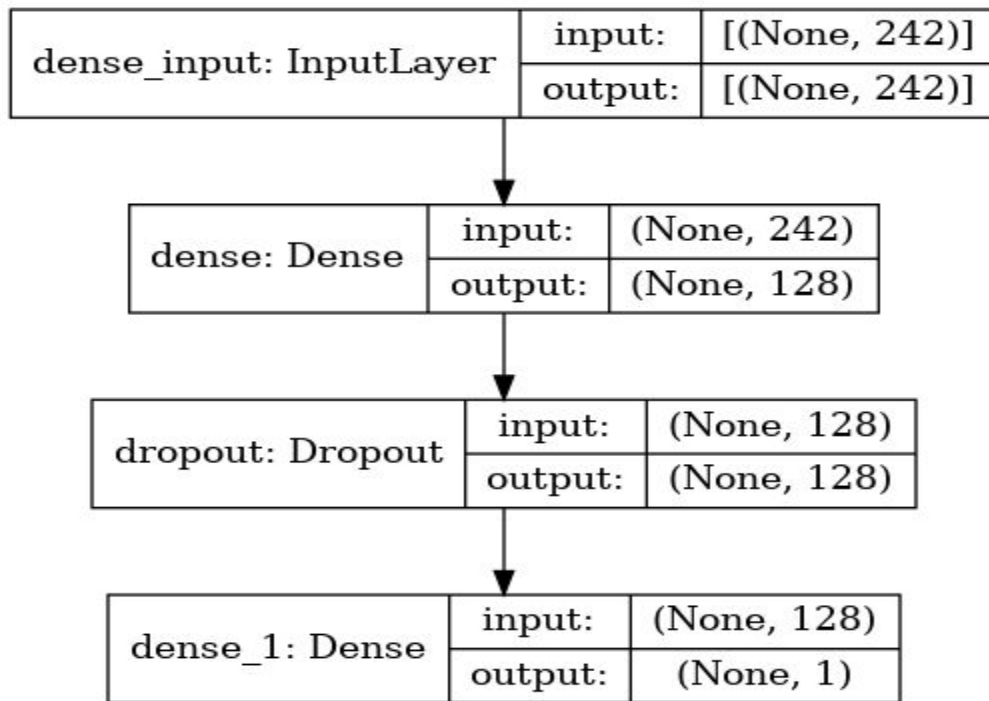 dense_input: InputLayer
input: [(None, 242)]
output: [(None, 242)]
dense: Dense
input: (None, 242)
output: (None, 128)
dropout: Dropout
input: (None, 128)
output: (None, 128)
dense_1: Dense
input: (None, 128)
output: (None, 1)